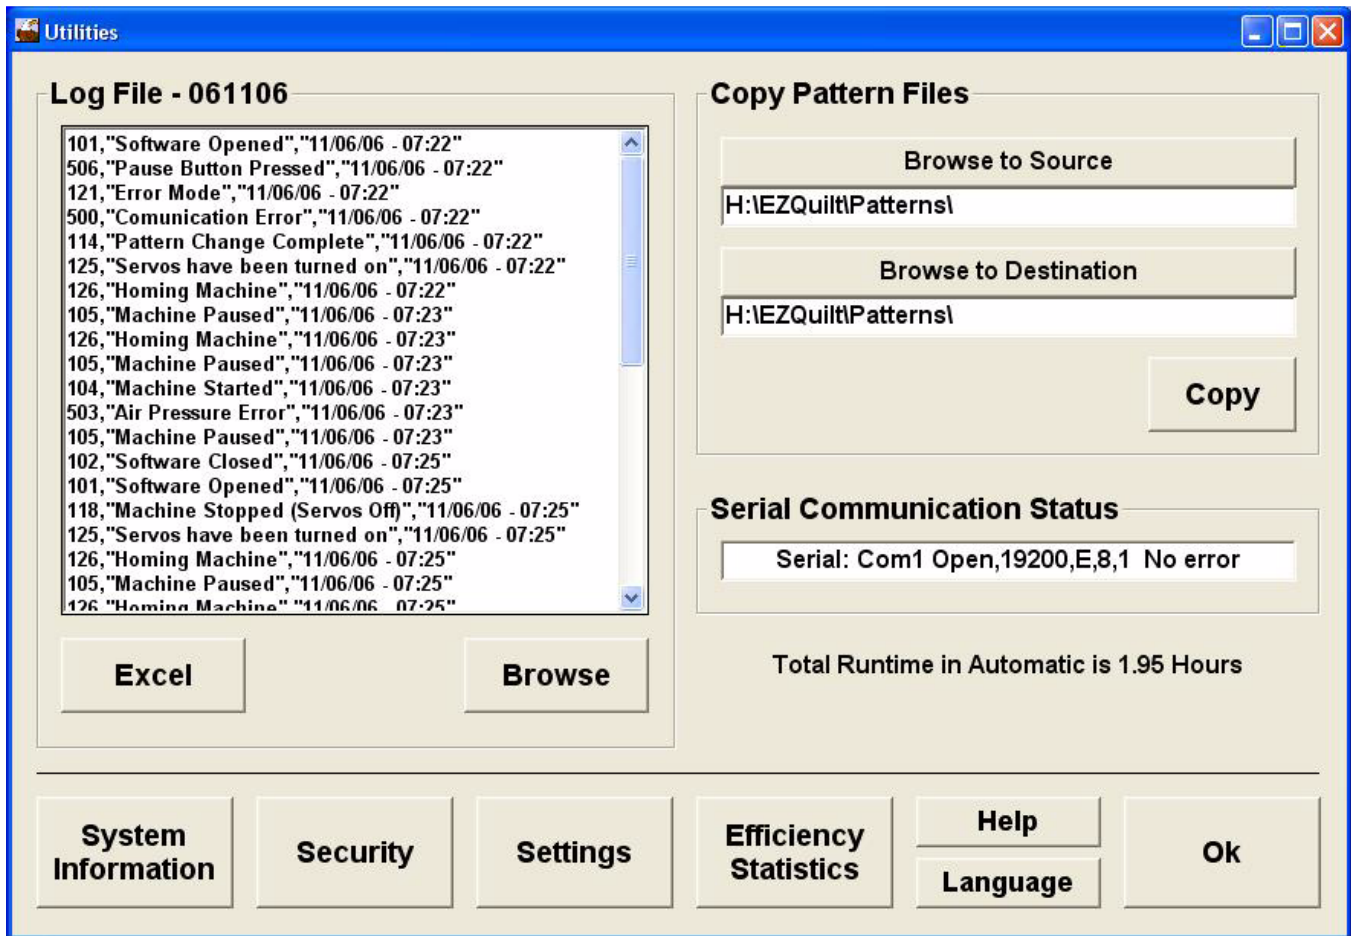 Utilities
Log File - 061106
101,"Software Opened","11/06/06 - 07:22"
506,"Pause Button Pressed","11/06/06 - 07:22"
121,"Error Mode","11/06/06 - 07:22"
500,"Comunication Error","11/06/06 - 07:22"
114,"Pattern Change Complete","11/06/06 - 07:22"
125,"Servos have been turned on","11/06/06 - 07:22"
126,"Homing Machine","11/06/06 - 07:22"
105,"Machine Paused","11/06/06 - 07:23"
126,"Homing Machine","11/06/06 - 07:23"
105,"Machine Paused","11/06/06 - 07:23"
104,"Machine Started","11/06/06 - 07:23"
503,"Air Pressure Error","11/06/06 - 07:23"
105,"Machine Paused","11/06/06 - 07:23"
102,"Software Closed","11/06/06 - 07:25"
101,"Software Opened","11/06/06 - 07:25"
118,"Machine Stopped (Servos Off)","11/06/06 - 07:25"
125,"Servos have been turned on","11/06/06 - 07:25"
126,"Homing Machine","11/06/06 - 07:25"
105,"Machine Paused","11/06/06 - 07:25"
126,"Homing Machine","11/06/06 - 07:25"
Excel
Browse
Copy Pattern Files
Browse to Source
H:\EZQuilt\Patterns\
Browse to Destination
H:\EZQuilt\Patterns\
Copy
Serial Communication Status
Serial: Com1 Open,19200,E,8,1 No error
Total Runtime in Automatic is 1.95 Hours
System
Information
Security
Settings
Efficiency
Statistics
Help
Language
Ok